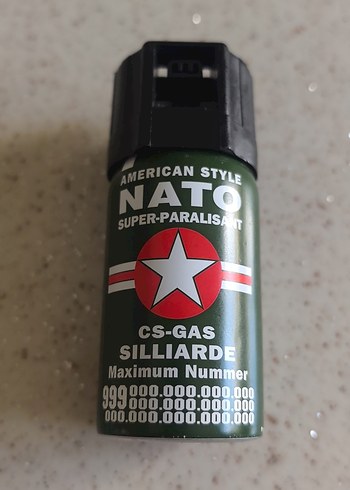 AMERICAN STYLE
NATO
SUPER-PARALISANT
CS-GAS
SILLIARDE
Maximum Nummer
999 000.000.000.000
000.000.000.000
000.000.000.000.000